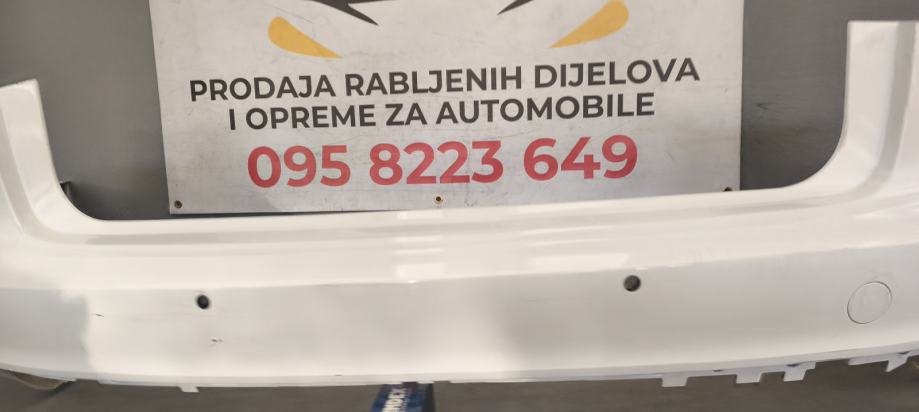 PRODAJA RABLJENIH DIJELOVA
I OPREME ZA AUTOMOBILE
095 8223 649